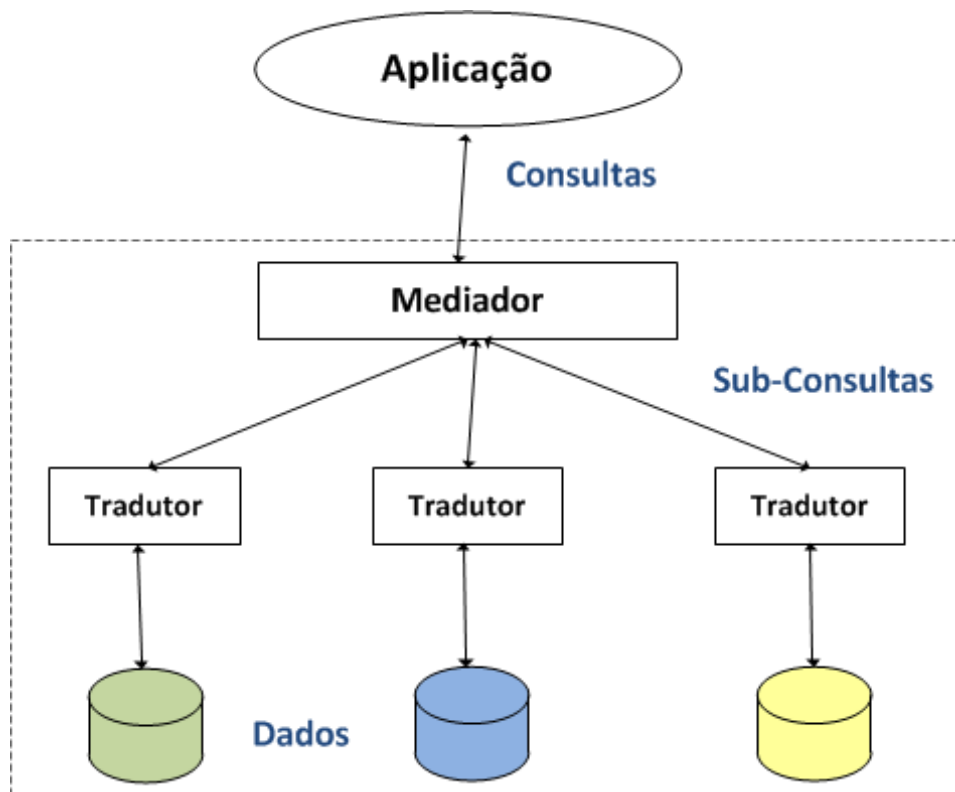 Aplicação
Consultas
Mediador
Sub-Consultas
Tradutor
Tradutor
Tradutor
Dados